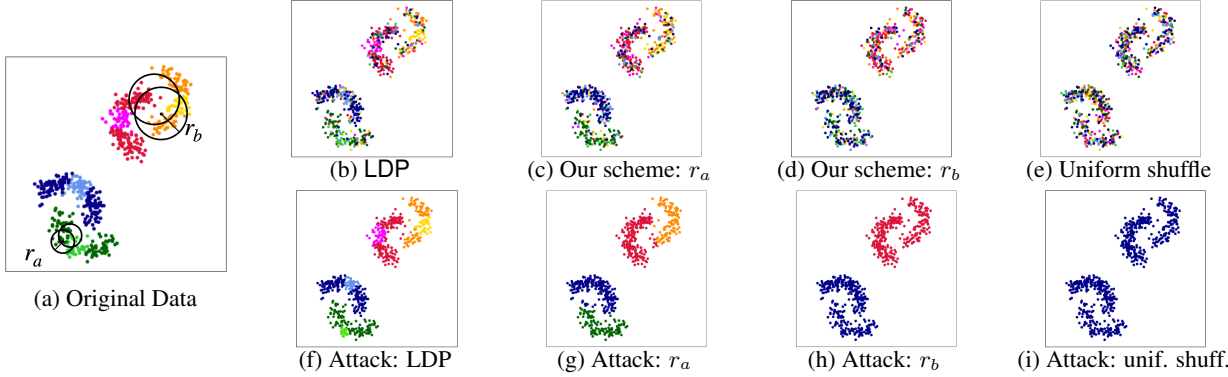 r_b
r_a
(a) Original Data
(b) LDP
(c) Our scheme: r_a
(d) Our scheme: r_b
(e) Uniform shuffle
(f) Attack: LDP
(g) Attack: r_a
(h) Attack: r_b
(i) Attack: unif. shuff.